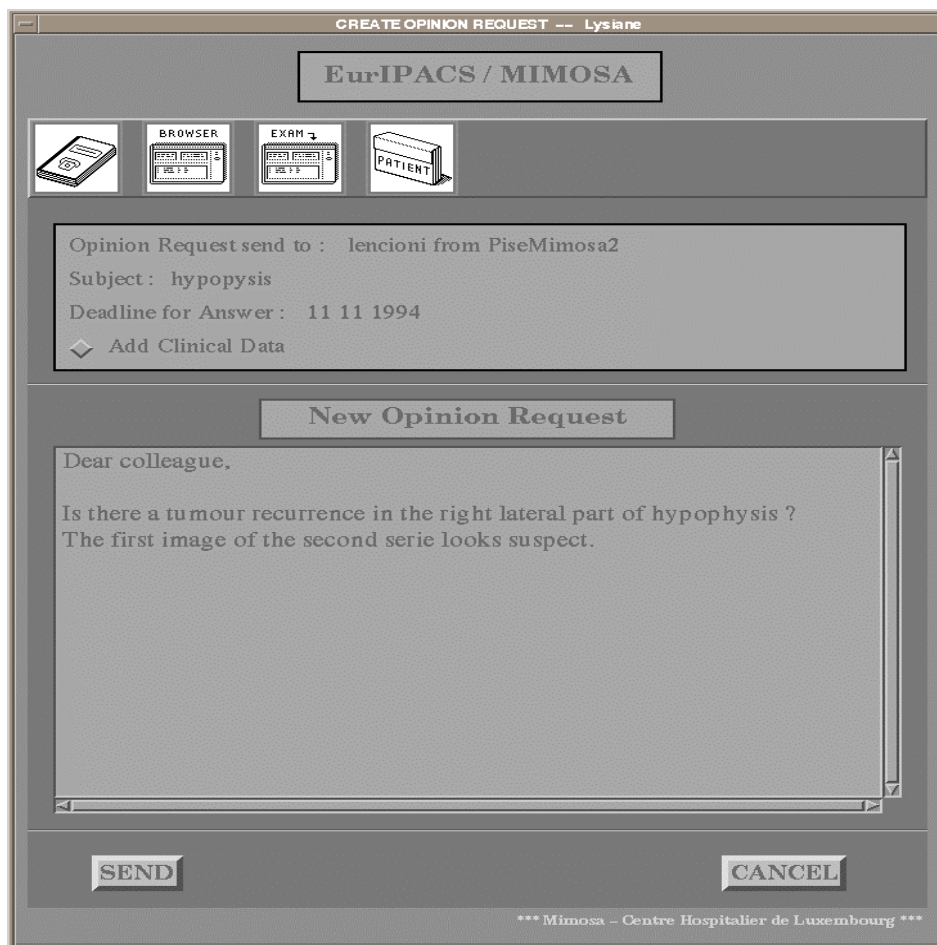 CREATE OPINION REQUEST -- Lysiane
EurIPACS / MIMOSA
BROWSER
EXAM
PATIENT
Opinion Request send to : lencioni from PiseMimosa2
Subject : hypopysis
Deadline for Answer : 11 11 1994
Add Clinical Data
New Opinion Request
Dear colleague,
Is there a tumour recurrence in the right lateral part of hypophysis ?
The first image of the second serie looks suspect.
SEND
CANCEL
*** Mimosa - Centre Hospitalier de Luxembourg ***